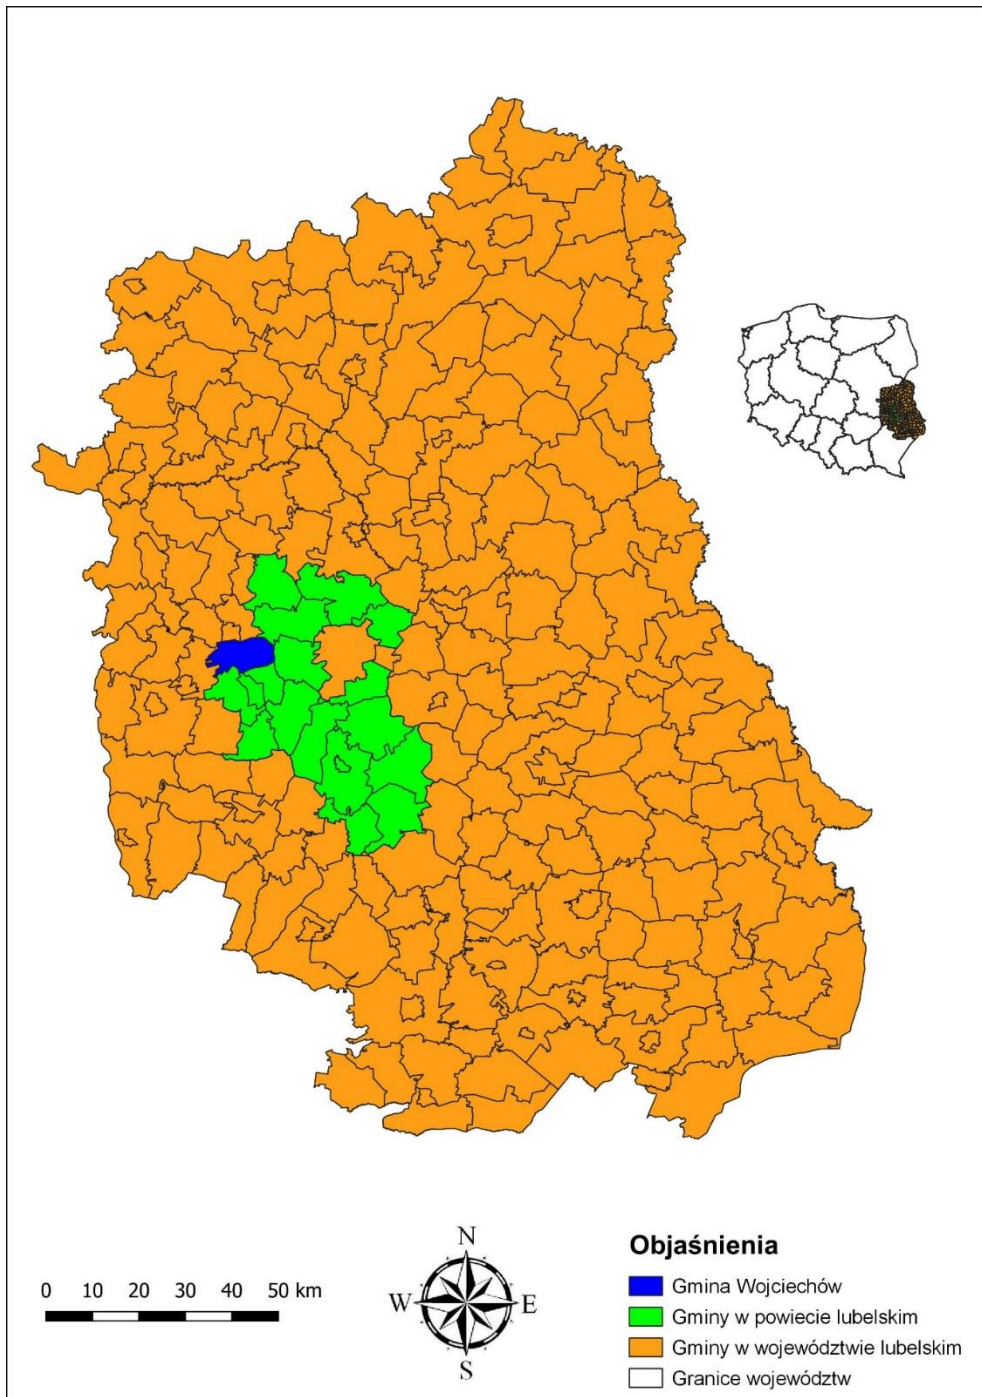 0 10 20 30 40 50 km
N
W E
S
Objaśnienia
Gmina Wojciechów
Gminy w powiecie lubelskim
Gminy w województwie lubelskim
Granice województw